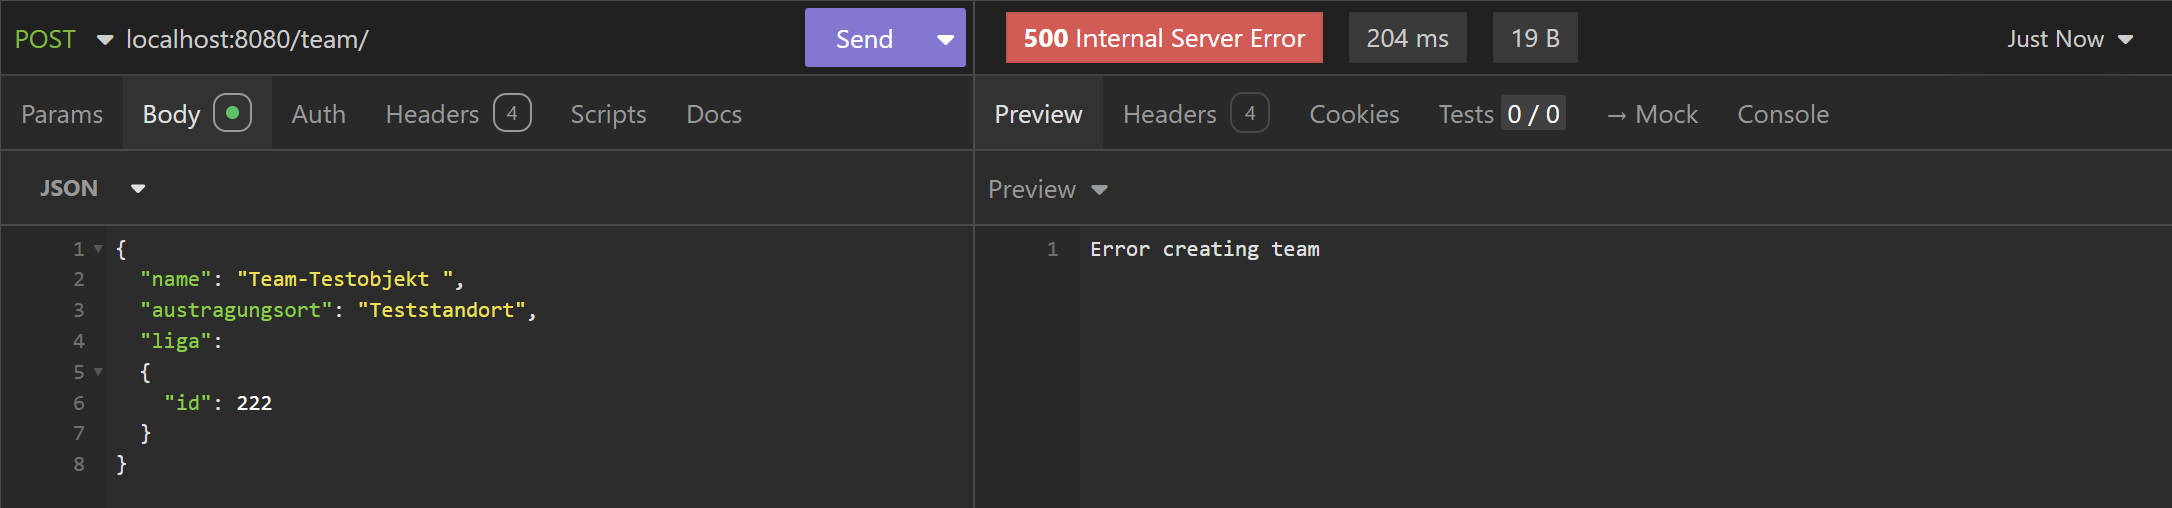 POST localhost:8080/team/ Send
500 Internal Server Error 204 ms 19 B Just Now
Params Body Auth Headers 4 Scripts Docs
Preview Headers 4 Cookies Tests 0 / 0 → Mock Console
JSON
Preview
1 {
2 "name": "Team-Testobjekt ",
3 "austragungsort": "Teststandort",
4 "liga":
5 {
6 "id": 222
7 }
8 }
1 Error creating team